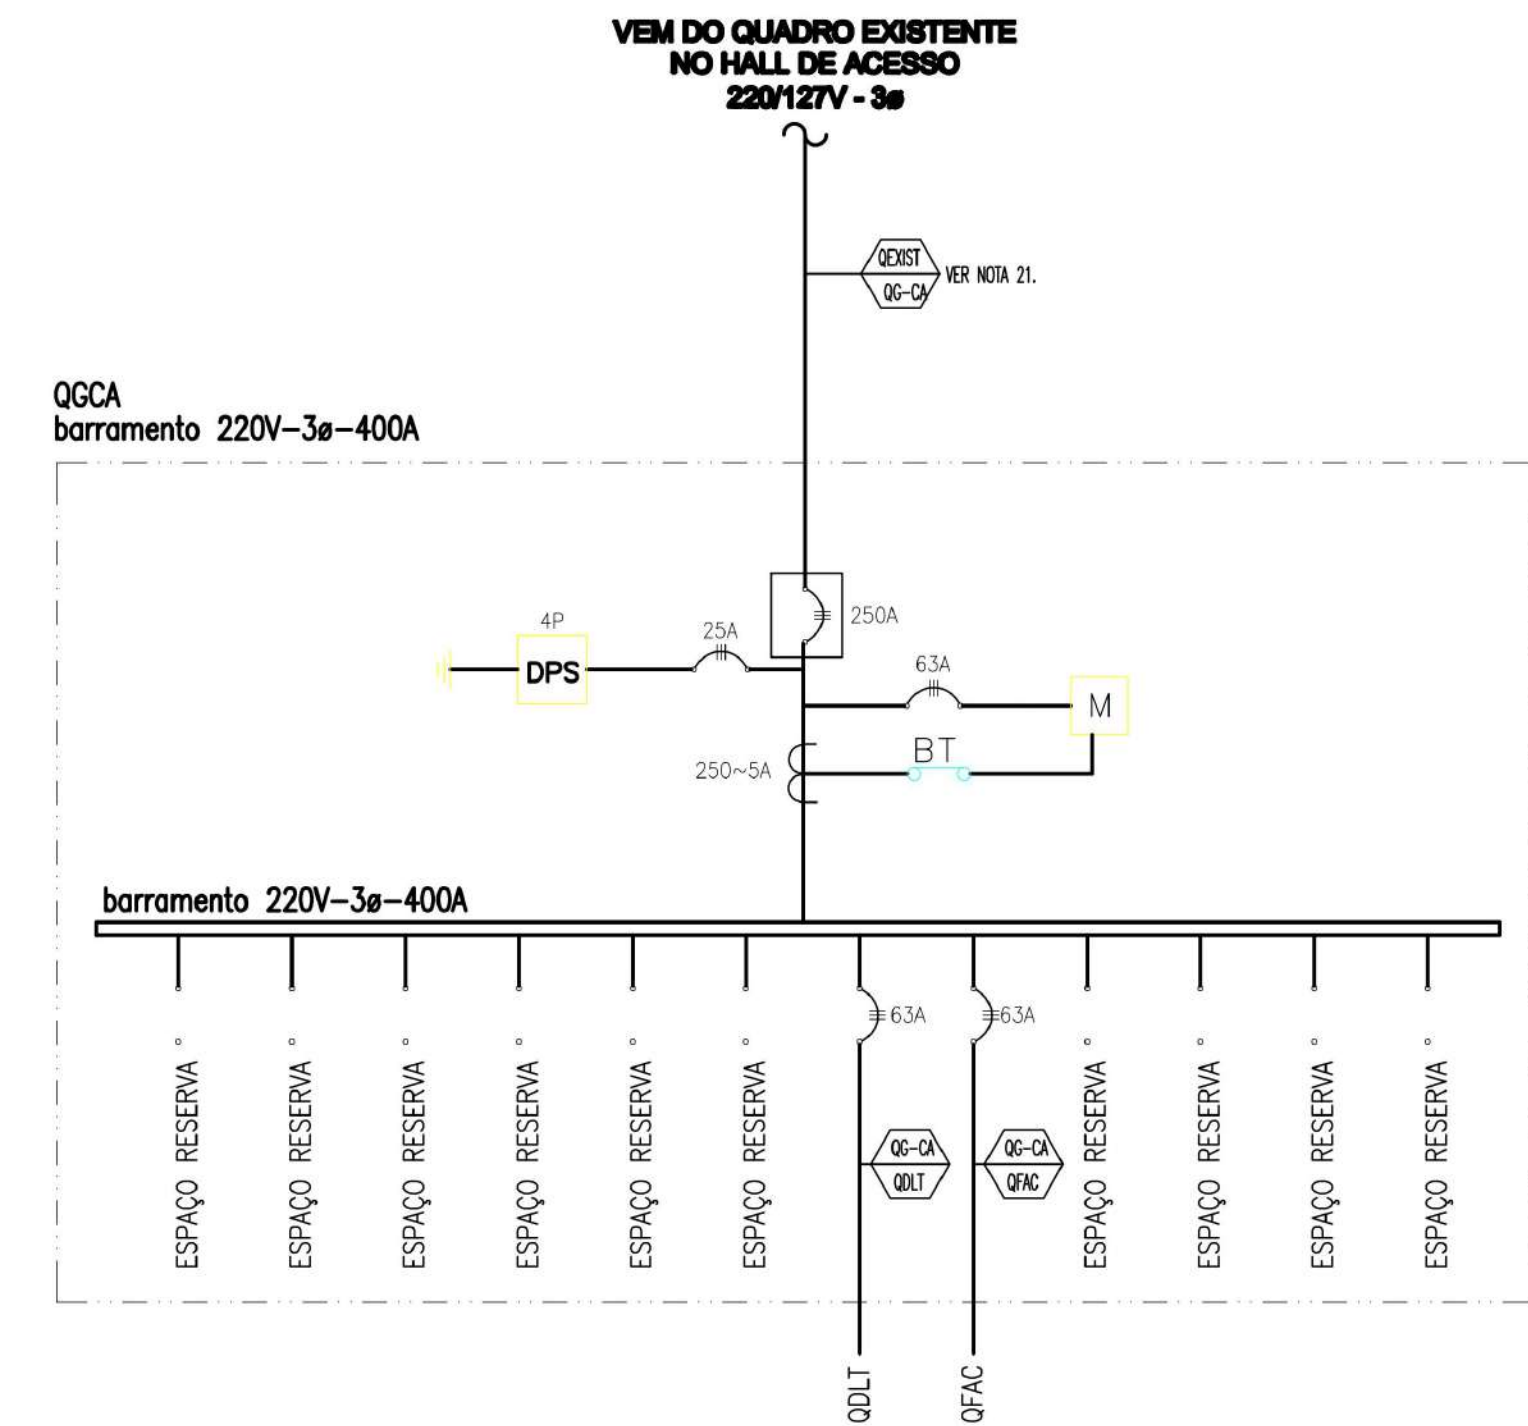 VEM DO QUADRO EXISTENTE
NO HALL DE ACESSO
220/127V - 3ø
QEXIST
QG-CA
VER NOTA 21.
QGCA
barramento 220V-3ø-400A
250A
4P
DPS
25A
63A
M
BT
250~5A
barramento 220V-3ø-400A
63A
63A
ESPAÇO RESERVA
ESPAÇO RESERVA
ESPAÇO RESERVA
ESPAÇO RESERVA
ESPAÇO RESERVA
ESPAÇO RESERVA
QG-CA
QDLT
QG-CA
QFAC
ESPAÇO RESERVA
ESPAÇO RESERVA
ESPAÇO RESERVA
ESPAÇO RESERVA
QDLT
QFAC